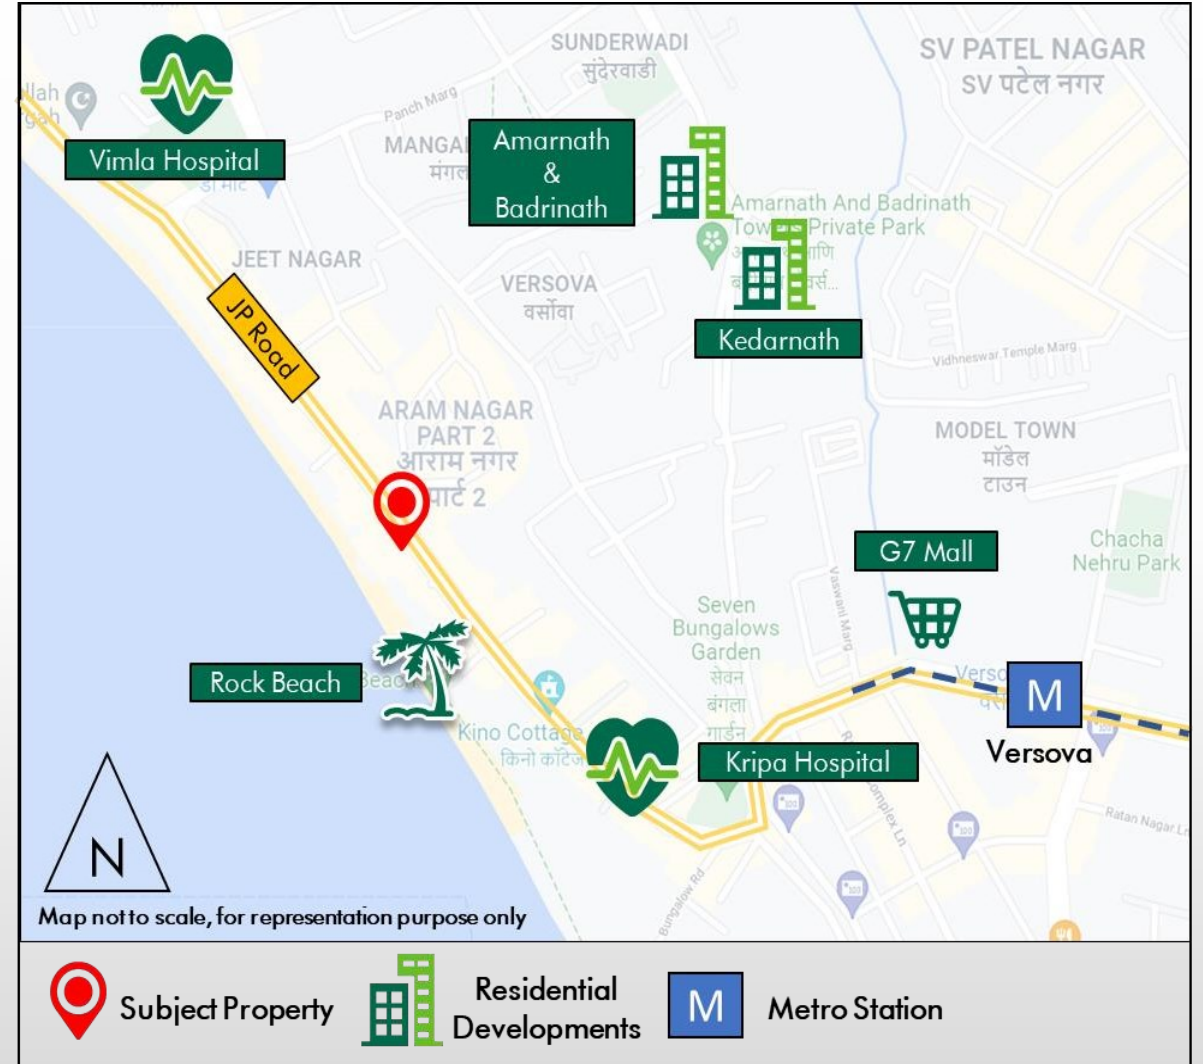 SUNDERWADI
सुंदरवाडी
SV PATEL NAGAR
SV पटेल नगर
llah
Panch Marg
Vimla Hospital
Amarnath
&
Badrinath
Amarnath And Badrinath
Private Park
JEET NAGAR
VERSOVA
वर्सोवा
JP Road
Kedarnath
Vidhneswar Temple Marg
ARAM NAGAR
PART 2
आराम नगर
पार्ट 2
MODEL TOWN
मॉडेल
टाउन
G7 Mall
Chacha
Nehru Park
Vaswani Marg
Seven
Bungalows
Garden
सेवन
बंगला
गार्डन
Rock Beach
M
Versova
Kino Cottage
किनो कॉटेज
Kripa Hospital
Ratan Nagar Ln
Bungalow Rd
N
Map not to scale, for representation purpose only
Subject Property
Residential
Developments
M
Metro Station